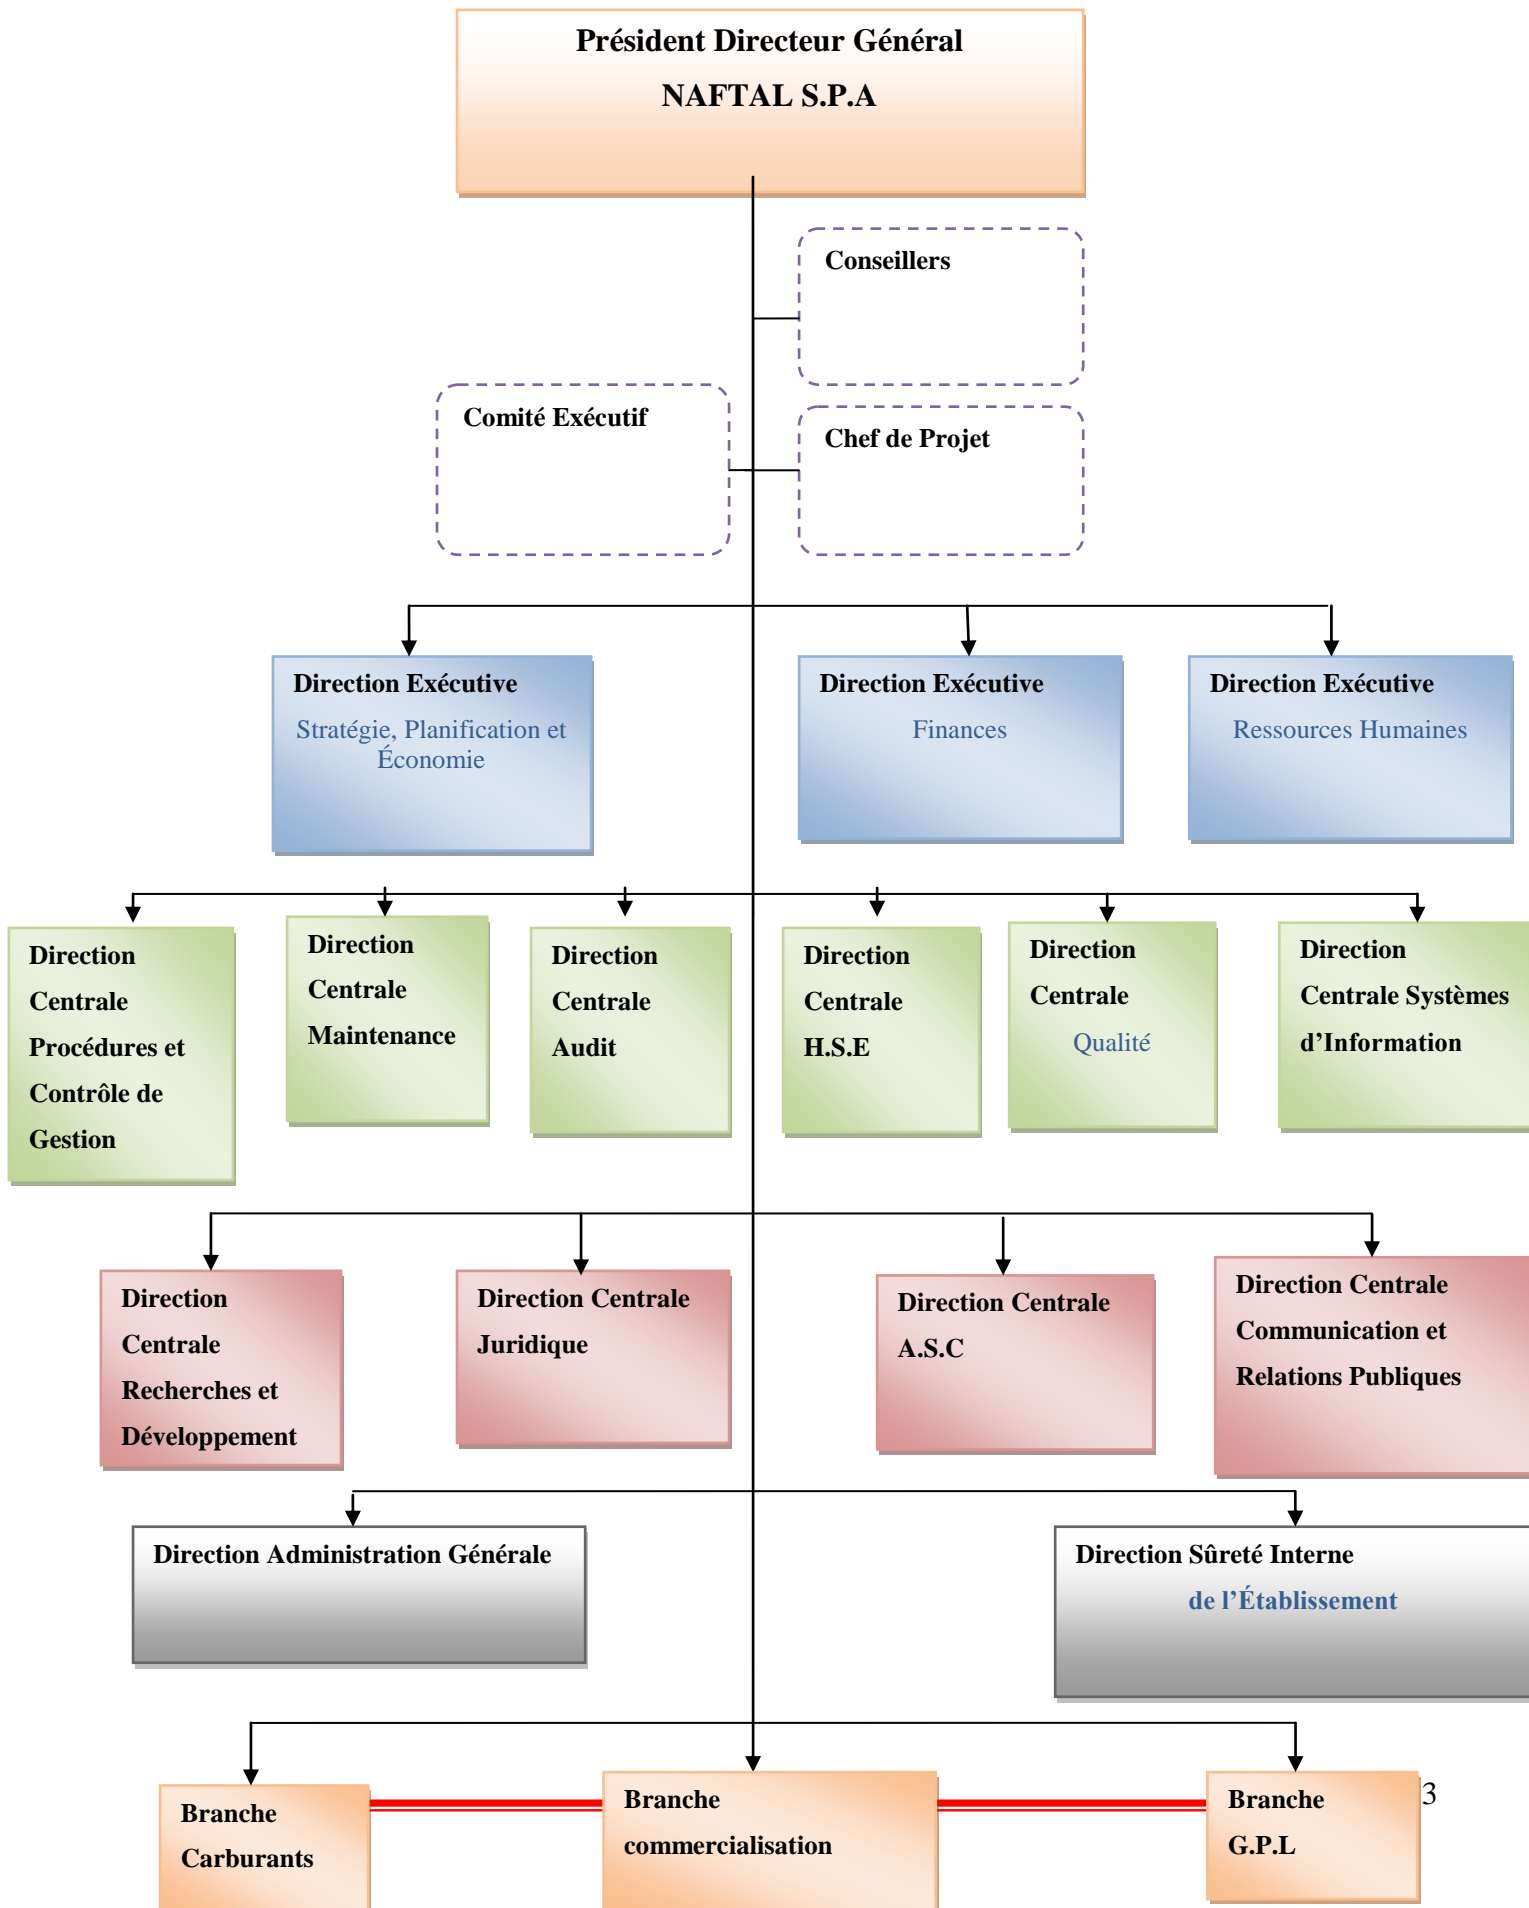 Président Directeur Général
NAFTAL S.P.A
Conseillers
Comité Exécutif
Chef de Projet
Direction Exécutive
Stratégie, Planification et
Économie
Direction Exécutive
Finances
Direction Exécutive
Ressources Humaines
Direction
Centrale
Procédures et
Contrôle de
Gestion
Direction
Centrale
Maintenance
Direction
Centrale
Audit
Direction
Centrale
H.S.E
Direction
Centrale
Qualité
Direction
Centrale Systèmes
d’Information
Direction
Centrale
Recherches et
Développement
Direction Centrale
Juridique
Direction Centrale
A.S.C
Direction Centrale
Communication et
Relations Publiques
Direction Administration Générale
Direction Sûreté Interne
de l’Établissement
Branche
Carburants
Branche
commercialisation
Branche
G.P.L
3